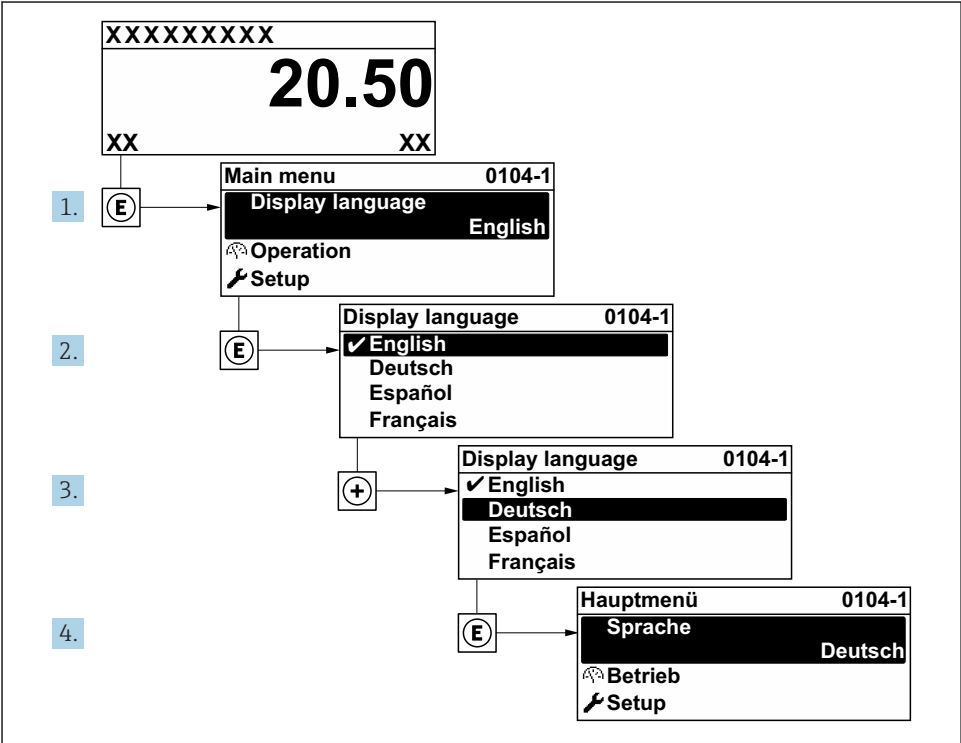 XXXXXXXXX
20.50
XX XX
Main menu 0104-1
1. E Display language
English
Operation
Setup
Display language 0104-1
2. E ✔ English
Deutsch
Español
Français
Display language 0104-1
3. + ✔ English
Deutsch
Español
Français
Hauptmenü 0104-1
4. E Sprache
Deutsch
Betrieb
Setup